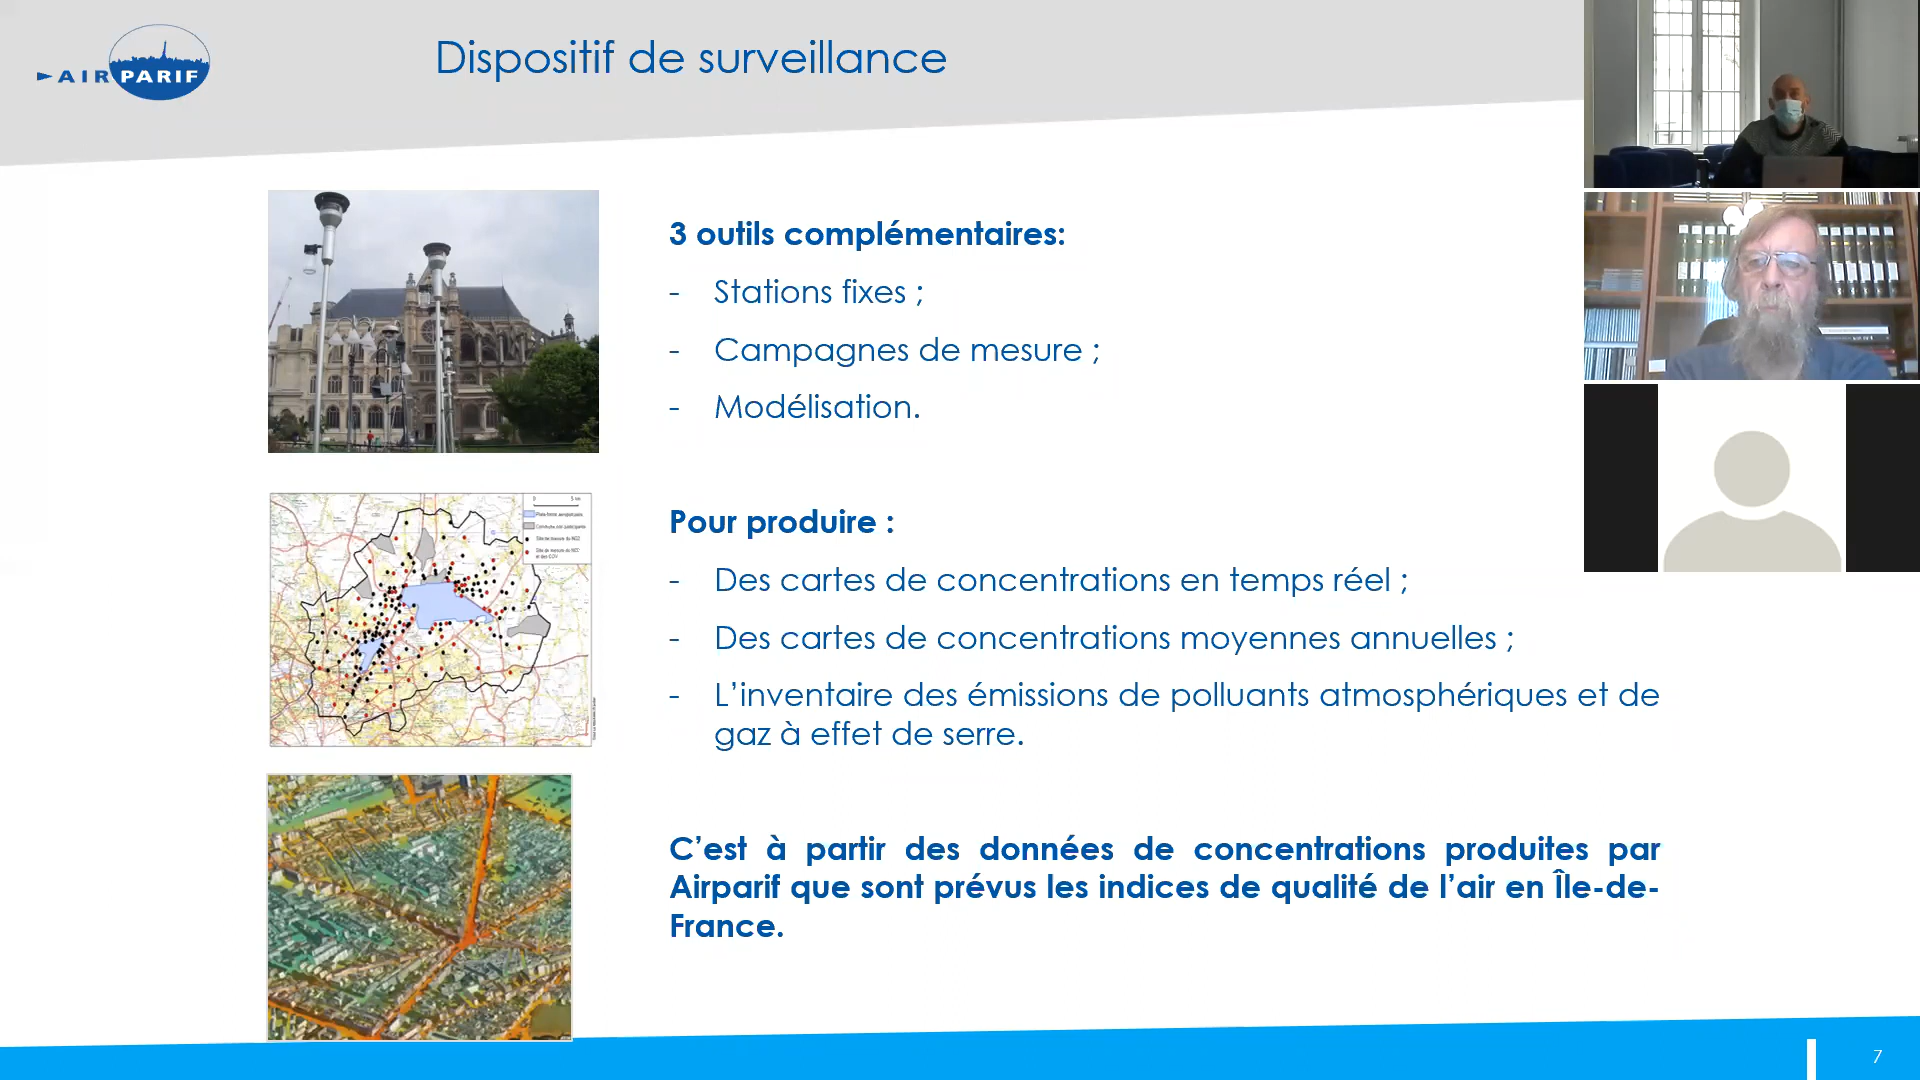 AIRPARIF
Dispositif de surveillance
3 outils complémentaires:
- Stations fixes ;
- Campagnes de mesure ;
- Modélisation.
Pour produire :
- Des cartes de concentrations en temps réel ;
- Des cartes de concentrations moyennes annuelles ;
- L’inventaire des émissions de polluants atmosphériques et de
gaz à effet de serre.
C’est à partir des données de concentrations produites par
Airparif que sont prévus les indices de qualité de l’air en Île-de-
France.
7